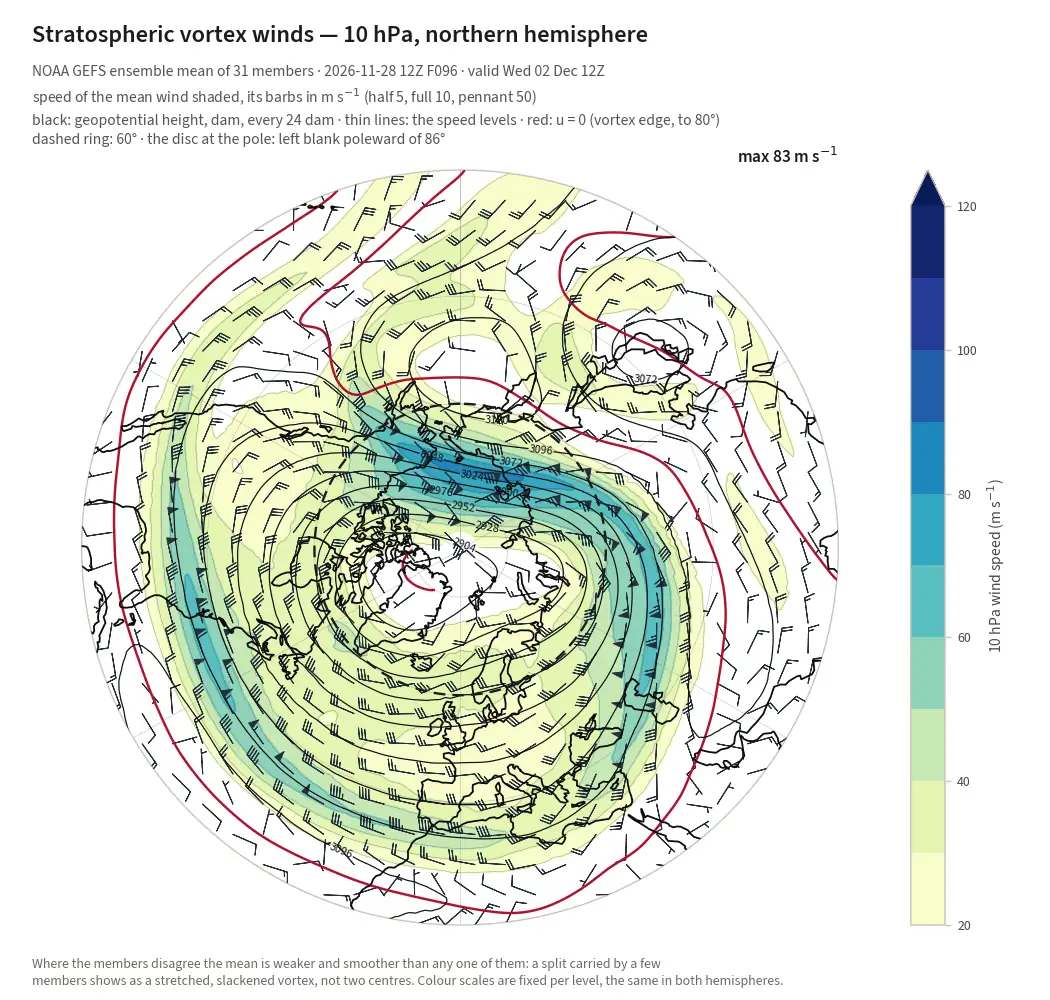 Stratospheric vortex winds — 10 hPa, northern hemisphere
NOAA GEFS ensemble mean of 31 members · 2026-11-28 12Z F096 · valid Wed 02 Dec 12Z
speed of the mean wind shaded, its barbs in m s⁻¹ (half 5, full 10, pennant 50)
black: geopotential height, dam, every 24 dam · thin lines: the speed levels · red: u = 0 (vortex edge, to 80°)
dashed ring: 60° · the disc at the pole: left blank poleward of 86°
max 83 m s⁻¹
120
100
80
60
40
20
10 hPa wind speed (m s⁻¹)
3072
3096
3048
3072
3024
2976
2952
2928
2904
3096
Where the members disagree the mean is weaker and smoother than any one of them: a split carried by a few
members shows as a stretched, slackened vortex, not two centres. Colour scales are fixed per level, the same in both hemispheres.